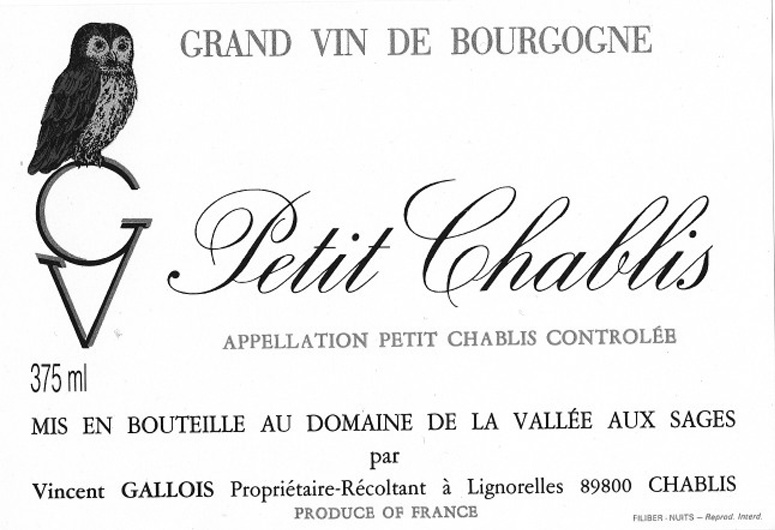 GRAND VIN DE BOURGOGNE
GV
Petit Chablis
APPELLATION PETIT CHABLIS CONTROLÉE
375 ml
MIS EN BOUTEILLE AU DOMAINE DE LA VALLÉE AUX SAGES
par
Vincent GALLOIS Propriétaire-Récoltant à Lignorelles 89800 CHABLIS
PRODUCE OF FRANCE
FILIBER - NUITS – Reprod. Interd.